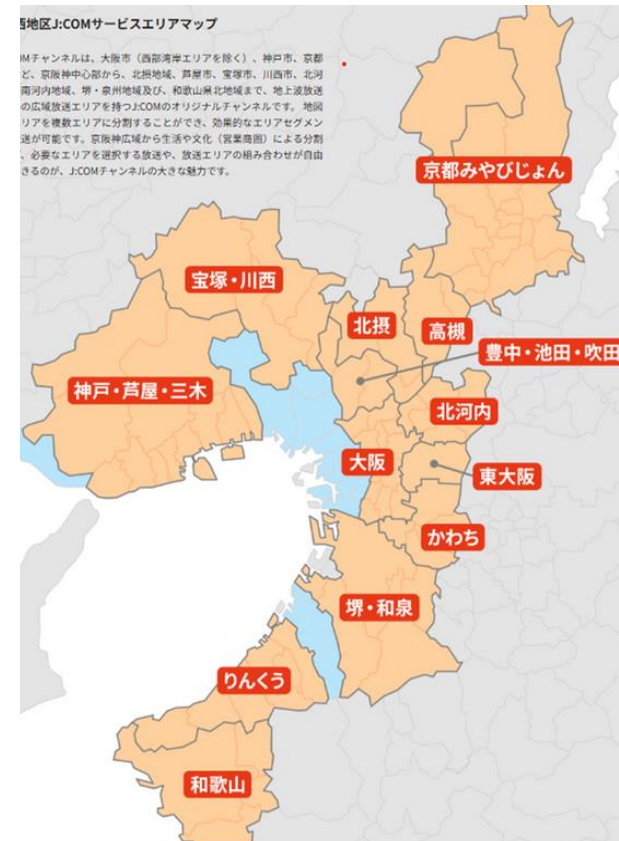 西地区J:COMサービスエリアマップ
OMチャンネルは、大阪市（西部湾岸エリアを除く）、神戸市、京都
ど、京阪神中心部から、北摂地域、芦屋市、宝塚市、川西市、北河
南河内地域、堺・泉州地域及び、和歌山県北地域まで、地上波放送
の広域放送エリアを持つJ:COMのオリジナルチャンネルです。地図
リアを複数エリアに分割することができ、効果的なエリアセグメン
送が可能です。京阪神広域から生活や文化（営業商圏）による分割
、必要なエリアを選択する放送や、放送エリアの組み合わせが自由
きるのが、J:COMチャンネルの大きな魅力です。
京都みやびじょん
宝塚・川西
北摂
高槻
豊中・池田・吹田
神戸・芦屋・三木
北河内
大阪
東大阪
かわち
堺・和泉
りんくう
和歌山